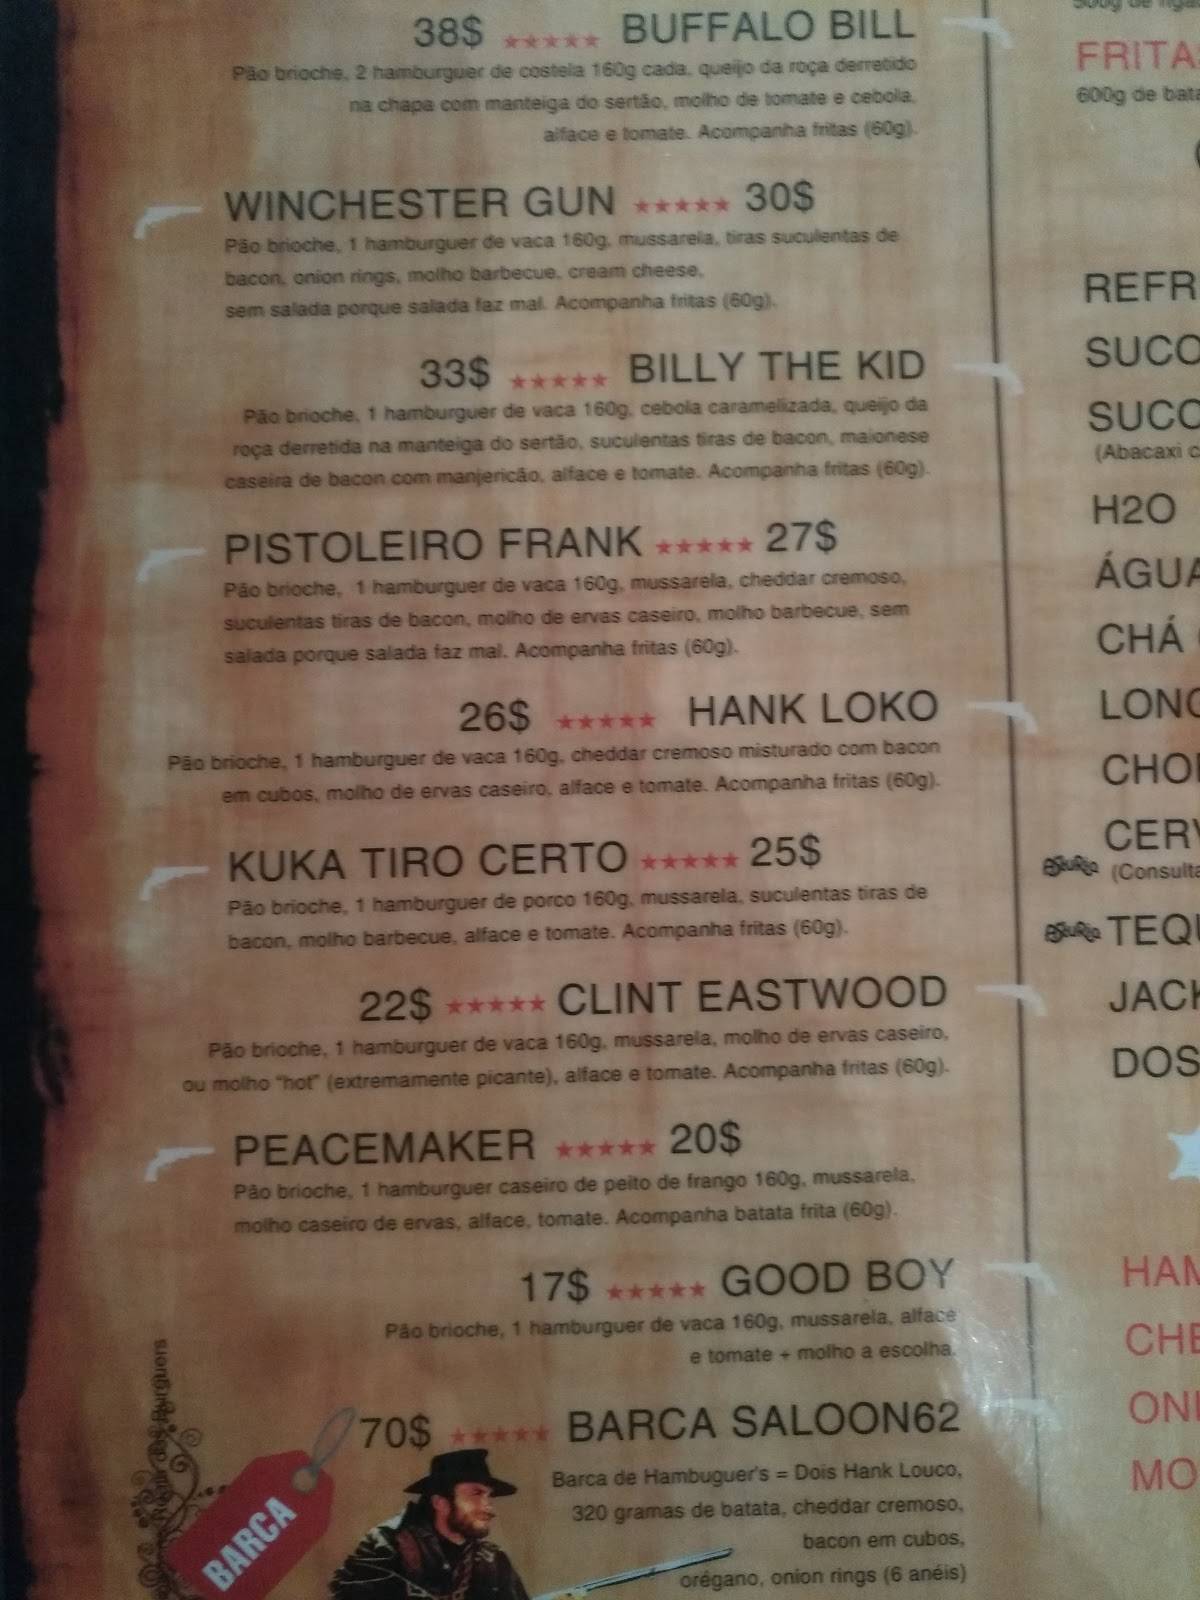 38$ ★★★★★ BUFFALO BILL
Pão brioche, 2 hamburguer de costela 160g cada, queijo da roça derretido
na chapa com manteiga do sertão, molho de tomate e cebola,
alface e tomate. Acompanha fritas (60g).
WINCHESTER GUN ★★★★★ 30$
Pão brioche, 1 hamburguer de vaca 160g, mussarela, tiras suculentas de
bacon, onion rings, molho barbecue, cream cheese,
sem salada porque salada faz mal. Acompanha fritas (60g).
33$ ★★★★★ BILLY THE KID
Pão brioche, 1 hamburguer de vaca 160g, cebola caramelizada, queijo da
roça derretida na manteiga do sertão, suculentas tiras de bacon, maionese
caseira de bacon com manjericão, alface e tomate. Acompanha fritas (60g).
PISTOLEIRO FRANK ★★★★★ 27$
Pão brioche, 1 hamburguer de vaca 160g, mussarela, cheddar cremoso,
suculentas tiras de bacon, molho de ervas caseiro, molho barbecue, sem
salada porque salada faz mal. Acompanha fritas (60g).
26$ ★★★★★ HANK LOKO
Pão brioche, 1 hamburguer de vaca 160g, cheddar cremoso misturado com bacon
em cubos, molho de ervas caseiro, alface e tomate. Acompanha fritas (60g).
KUKA TIRO CERTO ★★★★★ 25$
Pão brioche, 1 hamburguer de porco 160g, mussarela, suculentas tiras de
bacon, molho barbecue, alface e tomate. Acompanha fritas (60g).
22$ ★★★★★ CLINT EASTWOOD
Pão brioche, 1 hamburguer de vaca 160g, mussarela, molho de ervas caseiro,
ou molho "hot" (extremamente picante), alface e tomate. Acompanha fritas (60g).
PEACEMAKER ★★★★★ 20$
Pão brioche, 1 hamburguer caseiro de peito de frango 160g, mussarela,
molho caseiro de ervas, alface, tomate. Acompanha batata frita (60g).
17$ ★★★★★ GOOD BOY
Pão brioche, 1 hamburguer de vaca 160g, mussarela, alface
e tomate + molho a escolha.
70$ ★★★★★ BARCA SALOON62
Barca de Hambuguer's = Dois Hank Louco,
320 gramas de batata, cheddar cremoso,
bacon em cubos,
orégano, onion rings (6 anéis)
BARCA
Burguers
500g de
FRITA
600g de bata
REFR
SUCO
SUCO
(Abacaxi c
H2O
ÁGUA
CHÁ
LONG
CHO
CERV
(Consulta
TEQU
JACK
DOS
HAM
CHE
ONI
MO